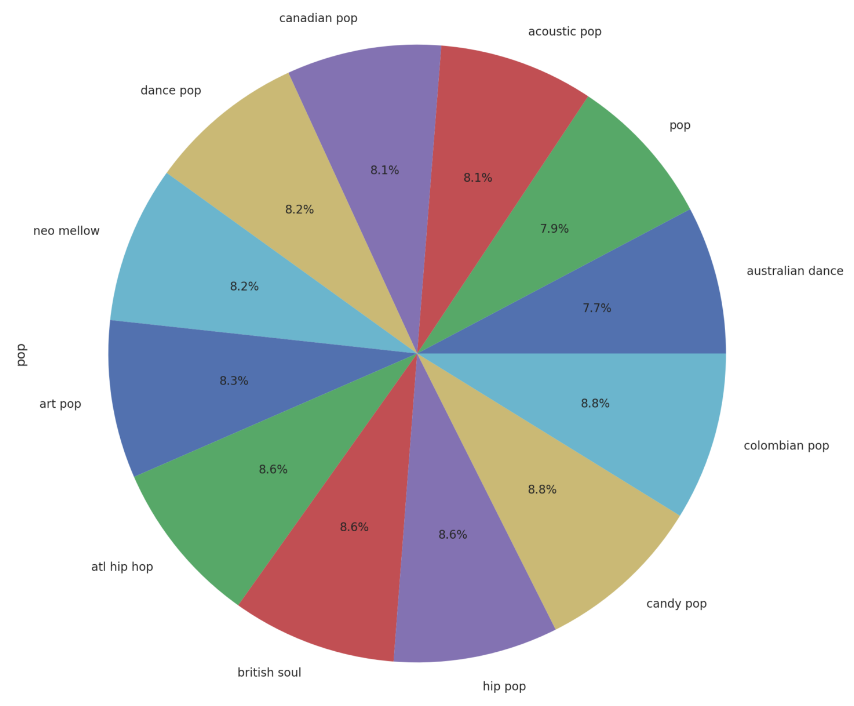 canadian pop
acoustic pop
dance pop
pop
8.1%
8.1%
8.2%
7.9%
neo mellow
australian dance
8.2%
7.7%
pop
8.3%
8.8%
art pop
colombian pop
8.6%
8.8%
8.6%
8.6%
atl hip hop
candy pop
british soul
hip pop